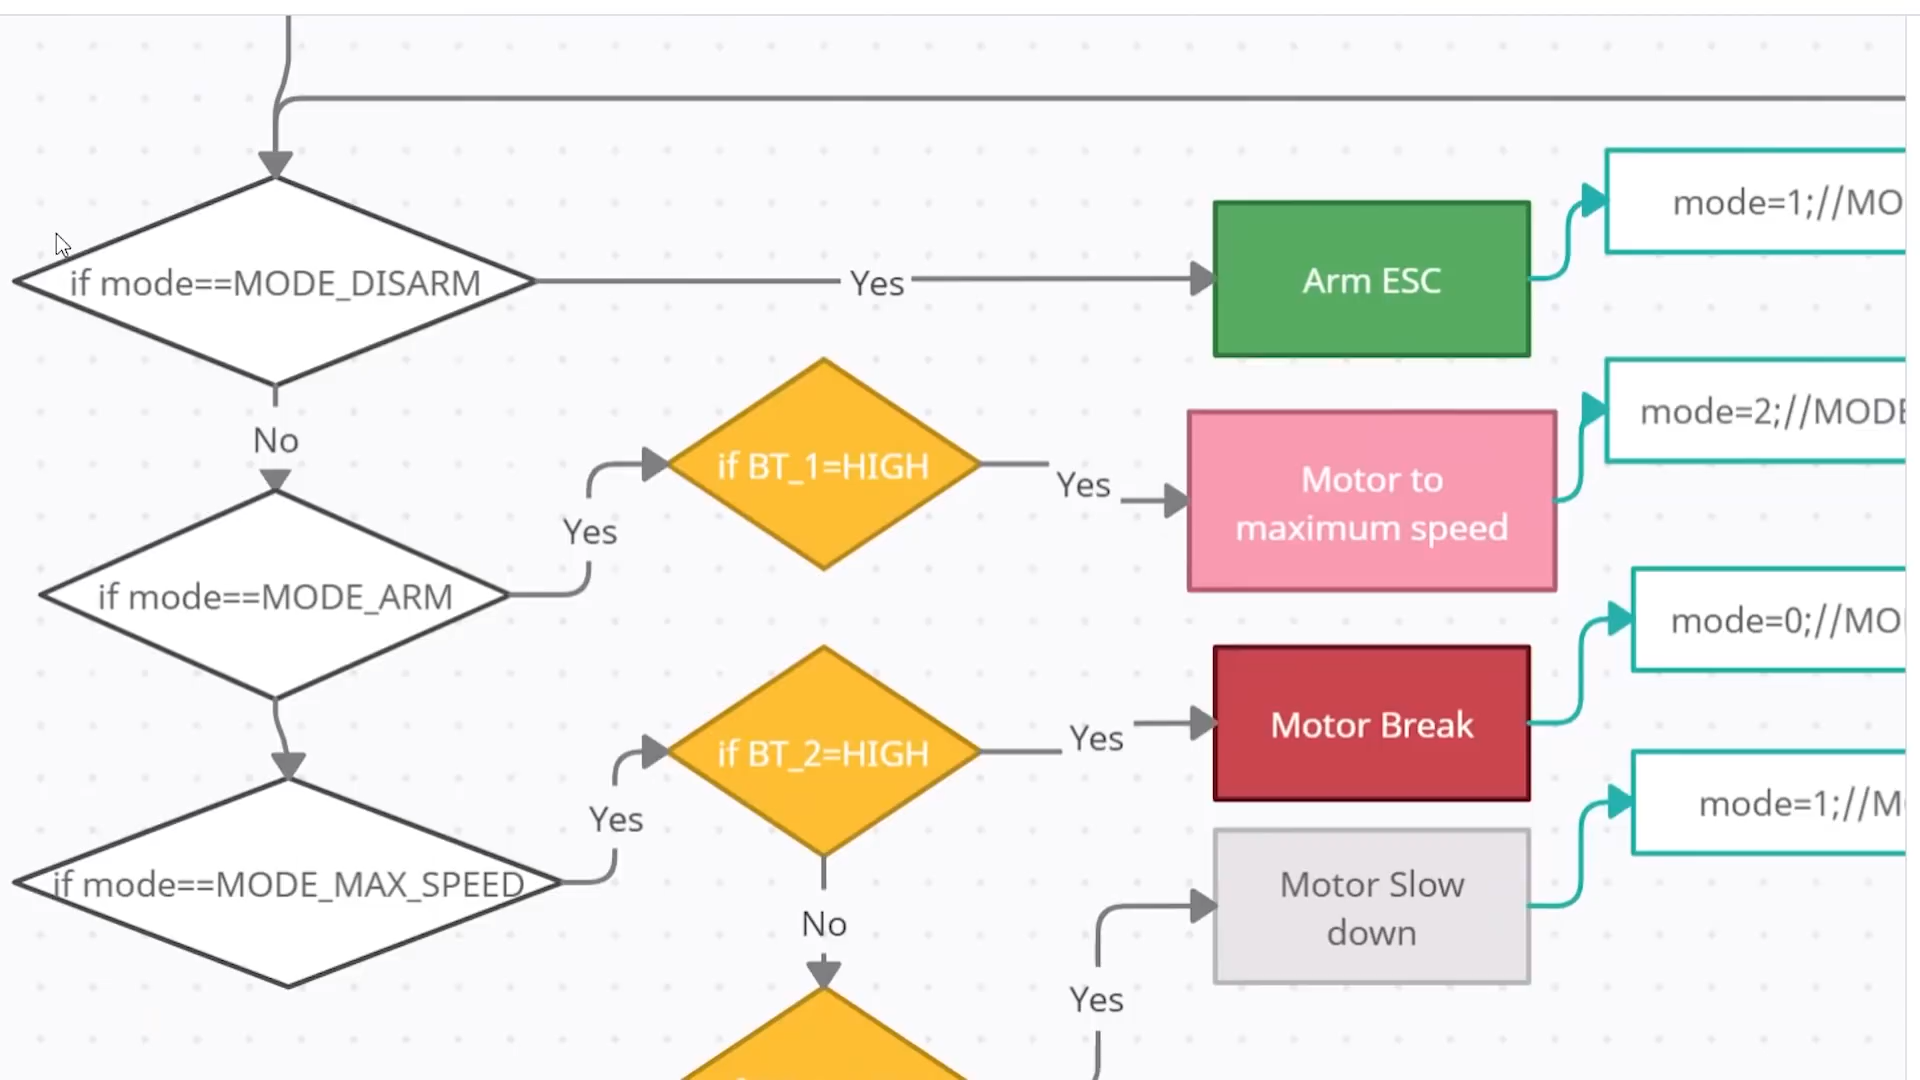 if mode==MODE_DISARM
Yes
Arm ESC
mode=1;//MO
No
if BT_1=HIGH
Yes
Motor to
maximum speed
mode=2;//MODE
if mode==MODE_ARM
Yes
if BT_2=HIGH
Yes
Motor Break
mode=0;//MO
if mode==MODE_MAX_SPEED
Yes
No
Yes
Motor Slow
down
mode=1;//M